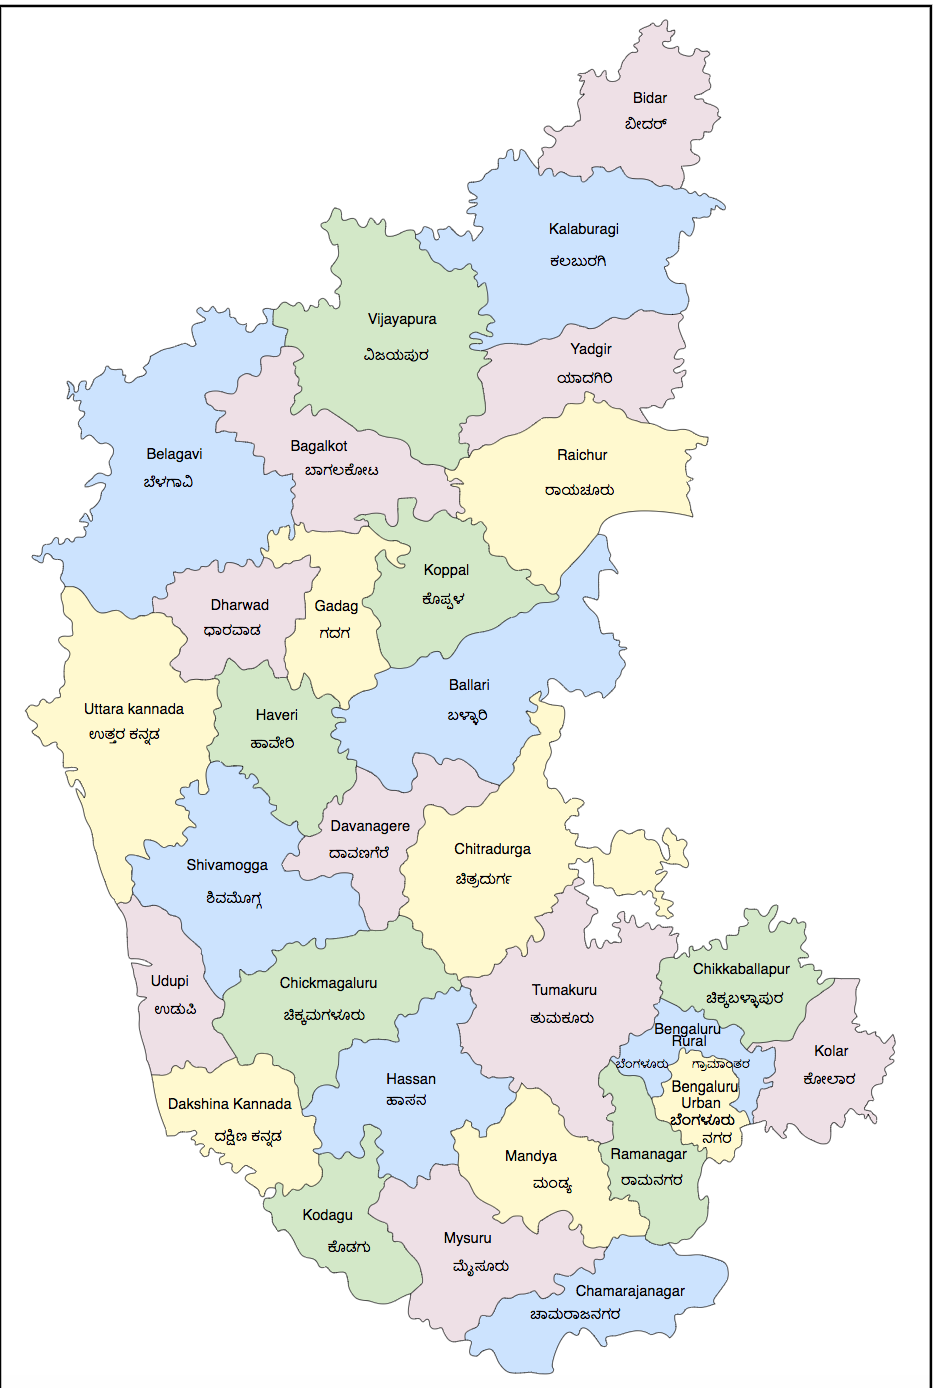 Bidar
ಬೀದರ್
Kalaburagi
ಕಲಬುರಗಿ
Vijayapura
ವಿಜಯಪುರ
Yadgir
ಯಾದಗಿರಿ
Bagalkot
ಬಾಗಲಕೋಟ
Belagavi
ಬೆಳಗಾವಿ
Raichur
ರಾಯಚೂರು
Koppal
ಕೊಪ್ಪಳ
Dharwad
ಧಾರವಾಡ
Gadag
ಗದಗ
Ballari
ಬಳ್ಳಾರಿ
Uttara kannada
ಉತ್ತರ ಕನ್ನಡ
Haveri
ಹಾವೇರಿ
Davanagere
ದಾವಣಗೆರೆ
Chitradurga
ಚಿತ್ರದುರ್ಗ
Shivamogga
ಶಿವಮೊಗ್ಗ
Chikkaballapur
ಚಿಕ್ಕಬಳ್ಳಾಪುರ
Udupi
ಉಡುಪಿ
Chickmagaluru
ಚಿಕ್ಕಮಗಳೂರು
Tumakuru
ತುಮಕೂರು
Bengaluru
Rural
ಬೆಂಗಳೂರು ಗ್ರಾಮಾಂತರ
Kolar
ಕೋಲಾರ
Hassan
ಹಾಸನ
Bengaluru
Urban
ಬೆಂಗಳೂರು
ನಗರ
Dakshina Kannada
ದಕ್ಷಿಣ ಕನ್ನಡ
Mandya
ಮಂಡ್ಯ
Ramanagar
ರಾಮನಗರ
Kodagu
ಕೊಡಗು
Mysuru
ಮೈಸೂರು
Chamarajanagar
ಚಾಮರಾಜನಗರ